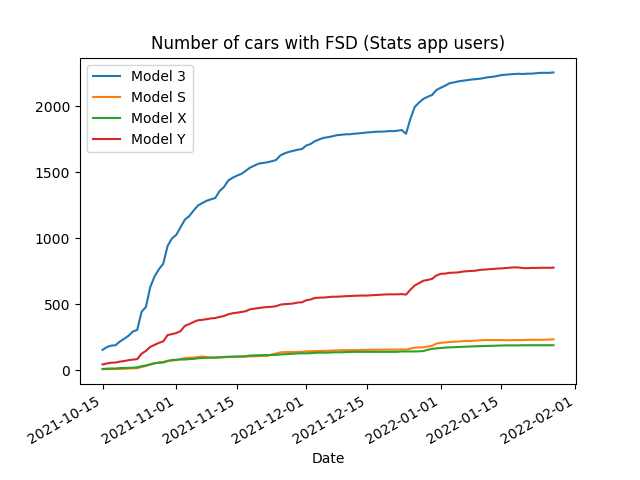 Number of cars with FSD (Stats app users)
Model 3
Model S
Model X
Model Y
2000
1500
1000
500
0
2021-10-15
2021-11-01
2021-11-15
2021-12-01
2021-12-15
2022-01-01
2022-01-15
2022-02-01
Date